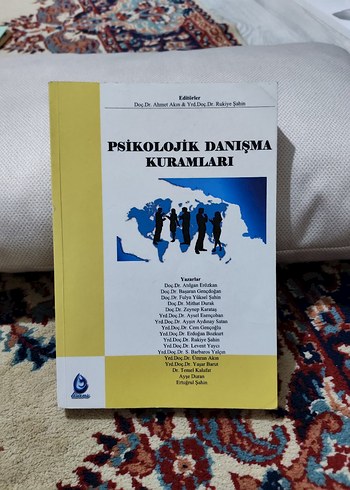 Editörler
Doç.Dr. Ahmet Akın & Yrd.Doç.Dr. Rukiye Şahin
PSİKOLOJİK DANIŞMA
KURAMLARI
Yazarlar
Doç.Dr. Atılgan Erözkan
Doç.Dr. Başaran Gençdoğan
Doç.Dr. Fulya Yüksel Şahin
Doç.Dr. Mithat Durak
Doç.Dr. Zeynep Karataş
Yrd.Doç.Dr. Aysel Esen Çoban
Yrd.Doç.Dr. Ayşın Aydınay Satan
Yrd.Doç.Dr. Cem Gençoğlu
Yrd.Doç.Dr. Erdoğan Bozkurt
Yrd.Doç.Dr. Rukiye Şahin
Yrd.Doç.Dr. Levent Yaycı
Yrd.Doç.Dr. S. Barbaros Yalçın
Yrd.Doç.Dr. Umran Akın
Yrd.Doç.Dr. Yaşar Barut
Dr. Temel Kalafat
Ayşe Duran
Ertuğrul Şahin